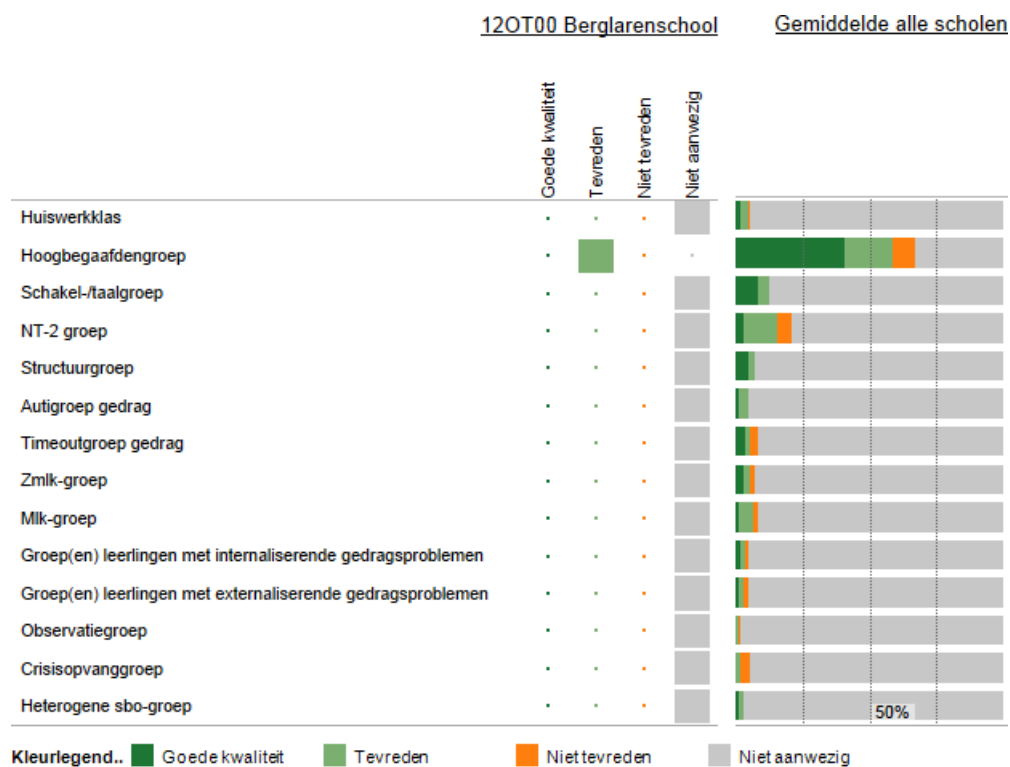 12OT00 Berglarenschool
Gemiddelde alle scholen
Goede kwaliteit
Tevreden
Niet tevreden
Niet aanwezig
Huiswerkklas
Hoogbegaafdengroep
Schakel-/taalgroep
NT-2 groep
Structuurgroep
Autigroep gedrag
Timeoutgroep gedrag
Zmlk-groep
Mlk-groep
Groep(en) leerlingen met internaliserende gedragsproblemen
Groep(en) leerlingen met externaliserende gedragsproblemen
Observatiegroep
Crisisopvanggroep
Heterogene sbo-groep
50%
Kleurlegend.. Goede kwaliteit Tevreden Niet tevreden Niet aanwezig